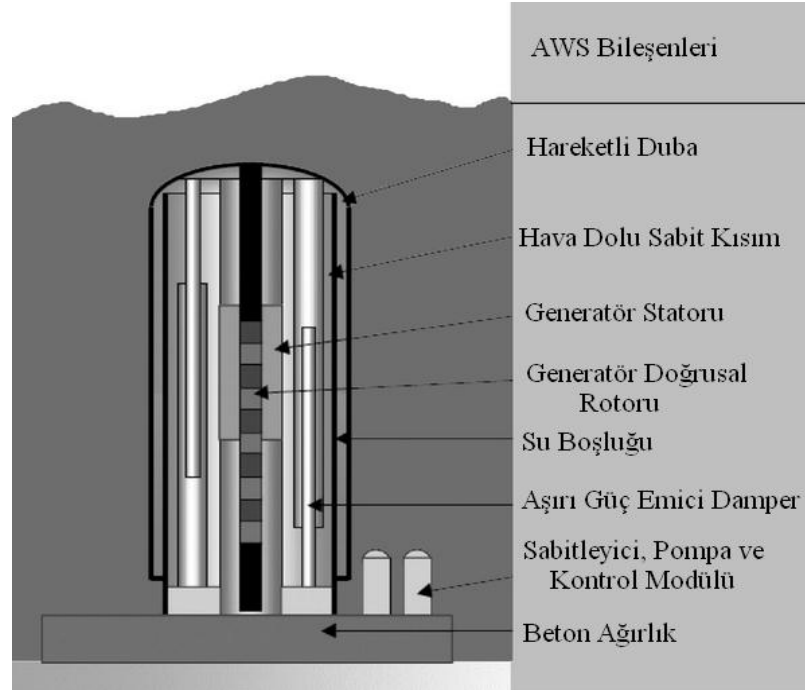 AWS Bileşenleri
Hareketli Duba
Hava Dolu Sabit Kısım
Generatör Statoru
Generatör Doğrusal
Rotoru
Su Boşluğu
Aşırı Güç Emici Damper
Sabitleyici, Pompa ve
Kontrol Modülü
Beton Ağırlık